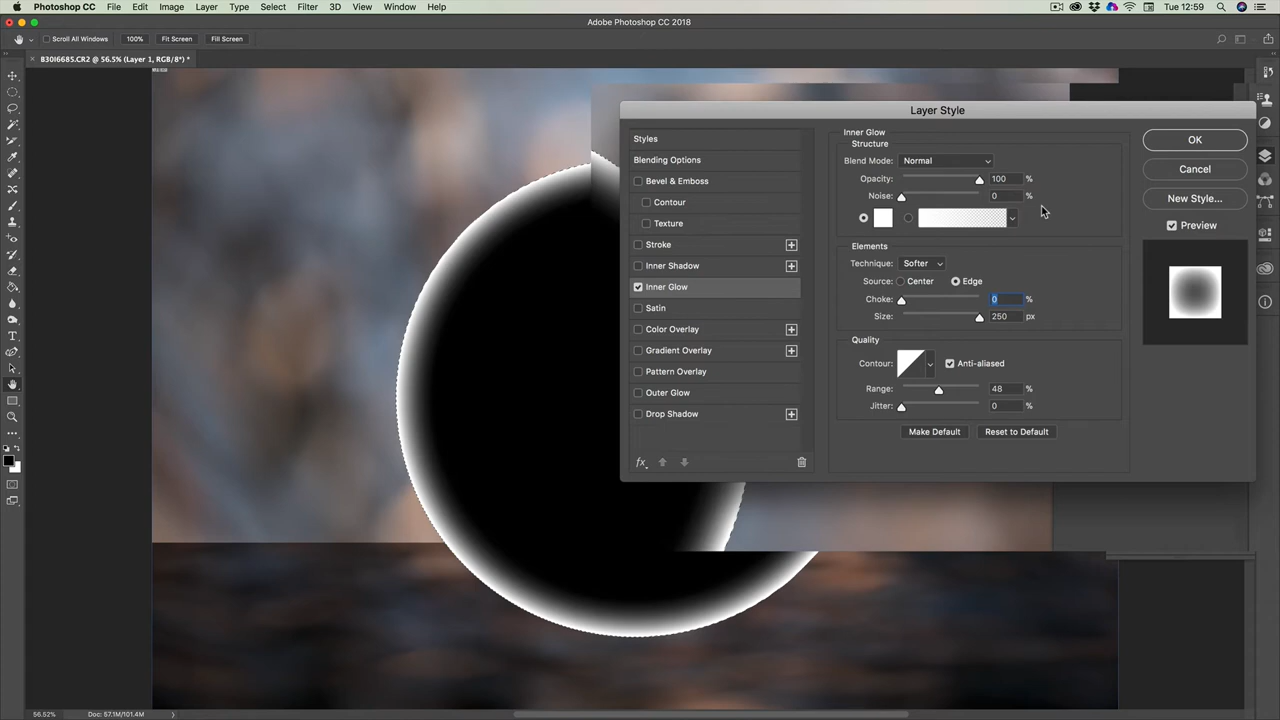 Photoshop CC File Edit Image Layer Type Select Filter 3D View Window Help Tue 12:59
Adobe Photoshop CC 2018
Scroll All Windows 100% Fit Screen Fill Screen
× B30I6685.CR2 @ 56.5% (Layer 1, RGB/8*) *
Layer Style
Styles
Blending Options
Bevel & Emboss
Contour
Texture
Stroke
Inner Shadow
Inner Glow
Satin
Color Overlay
Gradient Overlay
Pattern Overlay
Outer Glow
Drop Shadow
fx
Inner Glow
Structure
Blend Mode: Normal
Opacity: 100 %
Noise: 0 %
Elements
Technique: Softer
Source: Center Edge
Choke: 0 %
Size: 250 px
Quality
Contour: Anti-aliased
Range: 48 %
Jitter: 0 %
Make Default Reset to Default
OK
Cancel
New Style...
Preview
56.52% Doc: 57.1M/101.4M